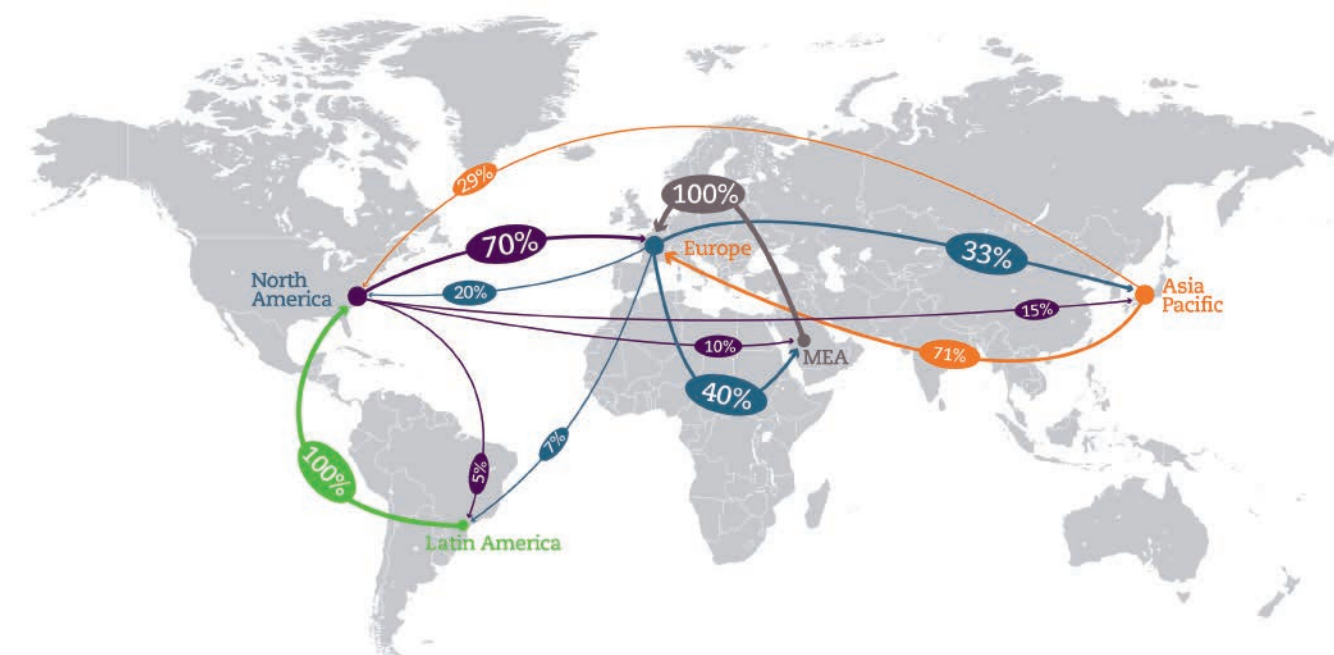 29%
100%
70%
Europe
33%
North
America
20%
Asia
Pacific
15%
10%
MEA
71%
40%
7%
100%
5%
Latin America